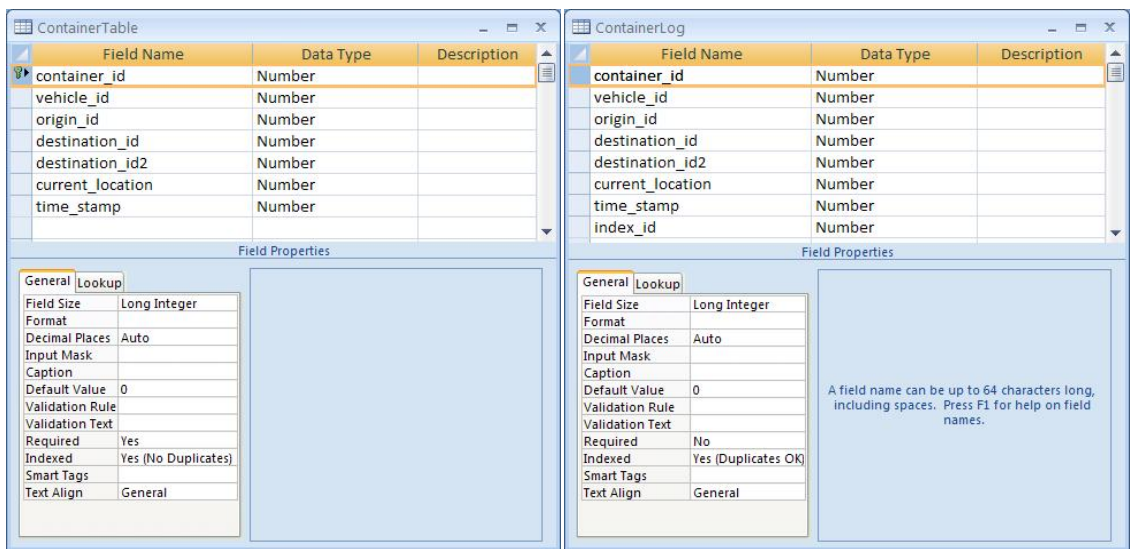 ContainerTable
Field Name Data Type Description
container_id Number
vehicle_id Number
origin_id Number
destination_id Number
destination_id2 Number
current_location Number
time_stamp Number
Field Properties
General Lookup
Field Size Long Integer
Format
Decimal Places Auto
Input Mask
Caption
Default Value 0
Validation Rule
Validation Text
Required Yes
Indexed Yes (No Duplicates)
Smart Tags
Text Align General
ContainerLog
Field Name Data Type Description
container_id Number
vehicle_id Number
origin_id Number
destination_id Number
destination_id2 Number
current_location Number
time_stamp Number
index_id Number
Field Properties
General Lookup
Field Size Long Integer
Format
Decimal Places Auto
Input Mask
Caption
Default Value 0
Validation Rule
Validation Text
Required No
Indexed Yes (Duplicates OK)
Smart Tags
Text Align General
A field name can be up to 64 characters long,
including spaces. Press F1 for help on field
names.